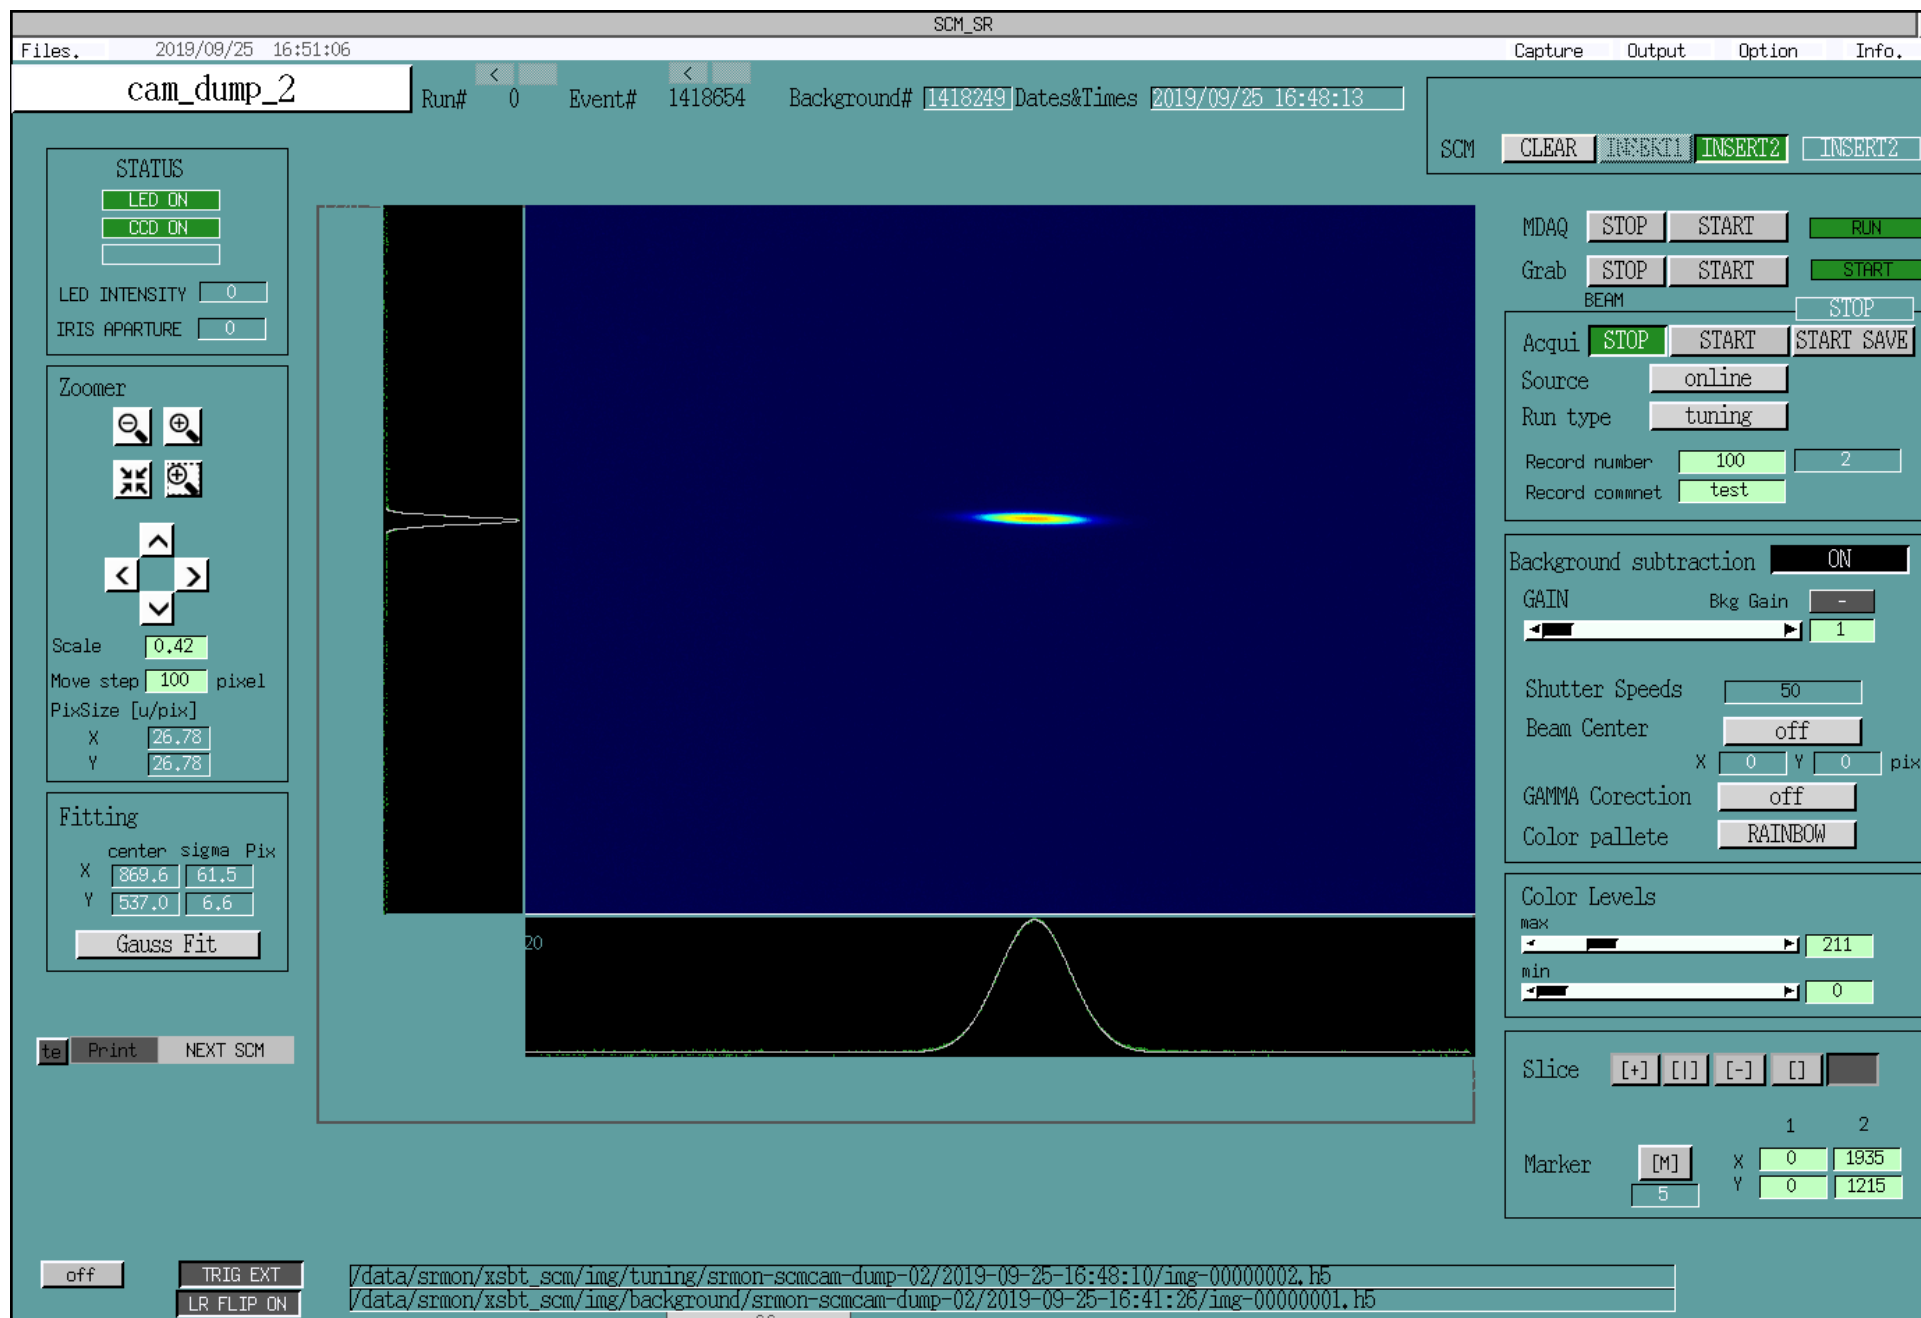 SCM_SR
Files. 2019/09/25 16:51:06 Capture Output Option Info.
cam_dump_2 Run# < 0 Event# < 1418654 Background# 1418249 Dates&Times 2019/09/25 16:48:13
SCM CLEAR INSERT1 INSERT2 INSERT2
STATUS
LED ON
CCD ON
LED INTENSITY 0
IRIS APARTURE 0
Zoomer
Scale 0.42
Move step 100 pixel
PixSize [u/pix]
X 26.78
Y 26.78
Fitting
center sigma Pix
X 869.6 61.5
Y 537.0 6.6
Gauss Fit
te Print NEXT SCM
20
MDAQ STOP START RUN
Grab STOP START START
BEAM
STOP
Acqui STOP START START SAVE
Source online
Run type tuning
Record number 100 2
Record commnet test
Background subtraction ON
GAIN Bkg Gain -
1
Shutter Speeds 50
Beam Center off
X 0 Y 0 pix
GAMMA Corection off
Color pallete RAINBOW
Color Levels
max
211
min
0
Slice [+] [|] [-] []
1 2
Marker [M] X 0 1935
5 Y 0 1215
off TRIG EXT /data/srmon/xsbt_scm/img/tuning/srmon-scmcam-dump-02/2019-09-25-16:48:10/img-00000002.h5
LR FLIP ON /data/srmon/xsbt_scm/img/background/srmon-scmcam-dump-02/2019-09-25-16:41:26/img-00000001.h5